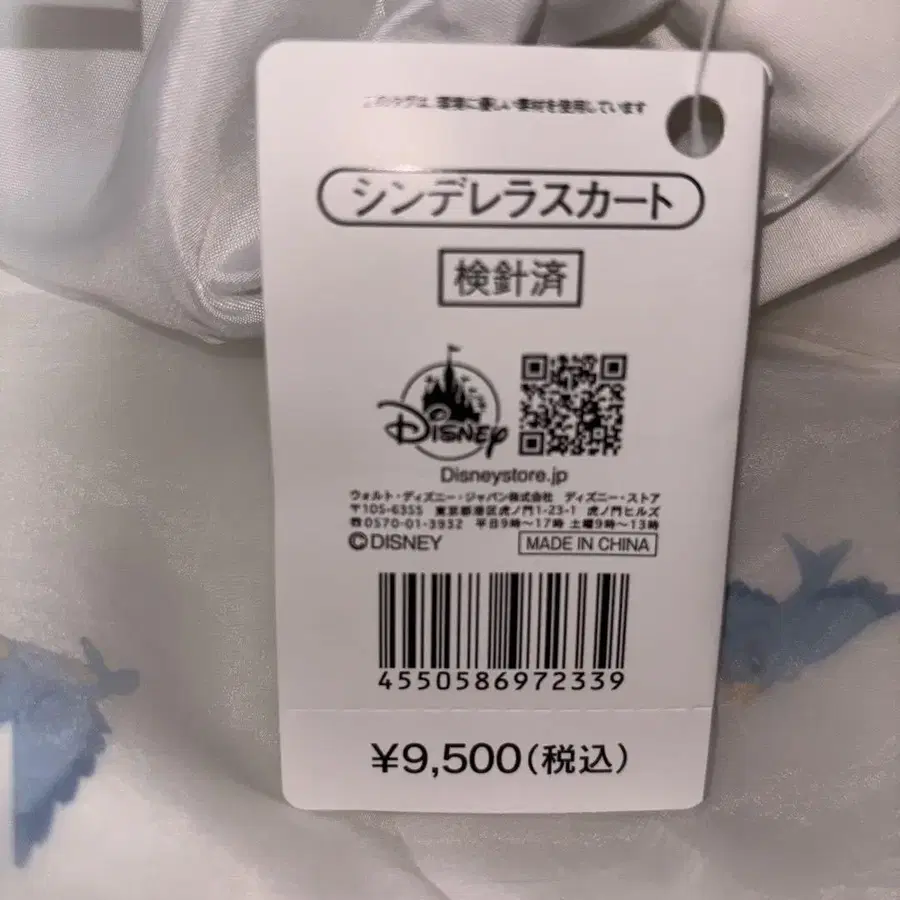 このタグは、環境に優しい素材を使用しています
シンデレラスカート
検針済
DISNEY
Disneystore.jp
ウォルト・ディズニー・ジャパン株式会社 ディズニー・ストア
〒105-6355 東京都港区虎ノ門1-23-1 虎ノ門ヒルズ
☎0570-01-3932 平日9時～17時 土曜9時～13時
©DISNEY MADE IN CHINA
4550586972339
¥9,500(税込)